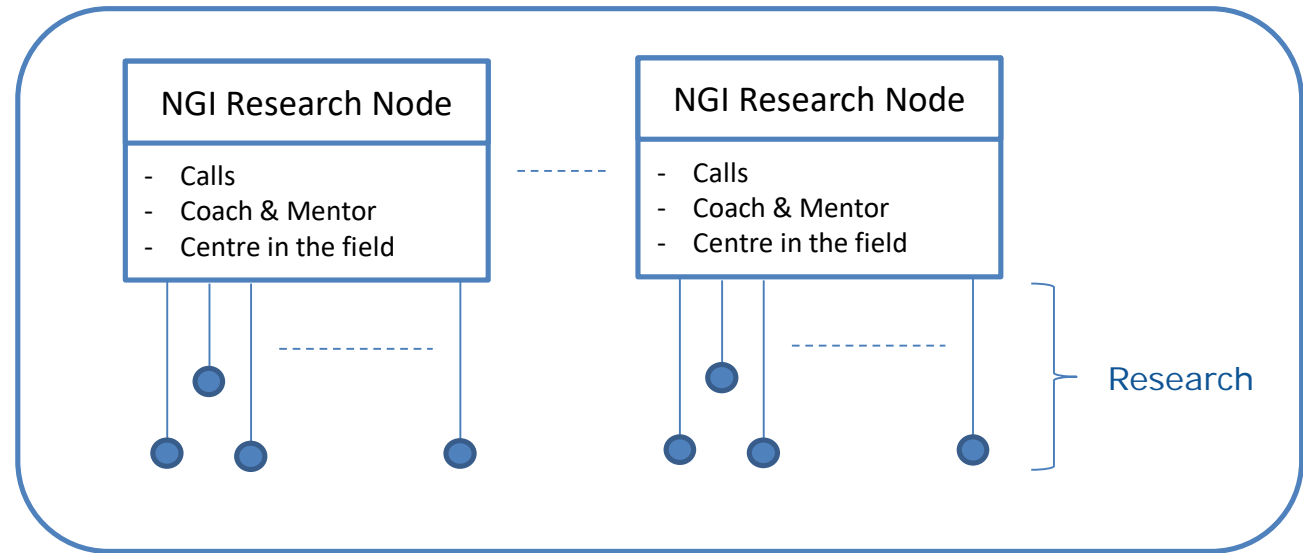 NGI Research Node
- Calls
- Coach & Mentor
- Centre in the field
NGI Research Node
- Calls
- Coach & Mentor
- Centre in the field
Research